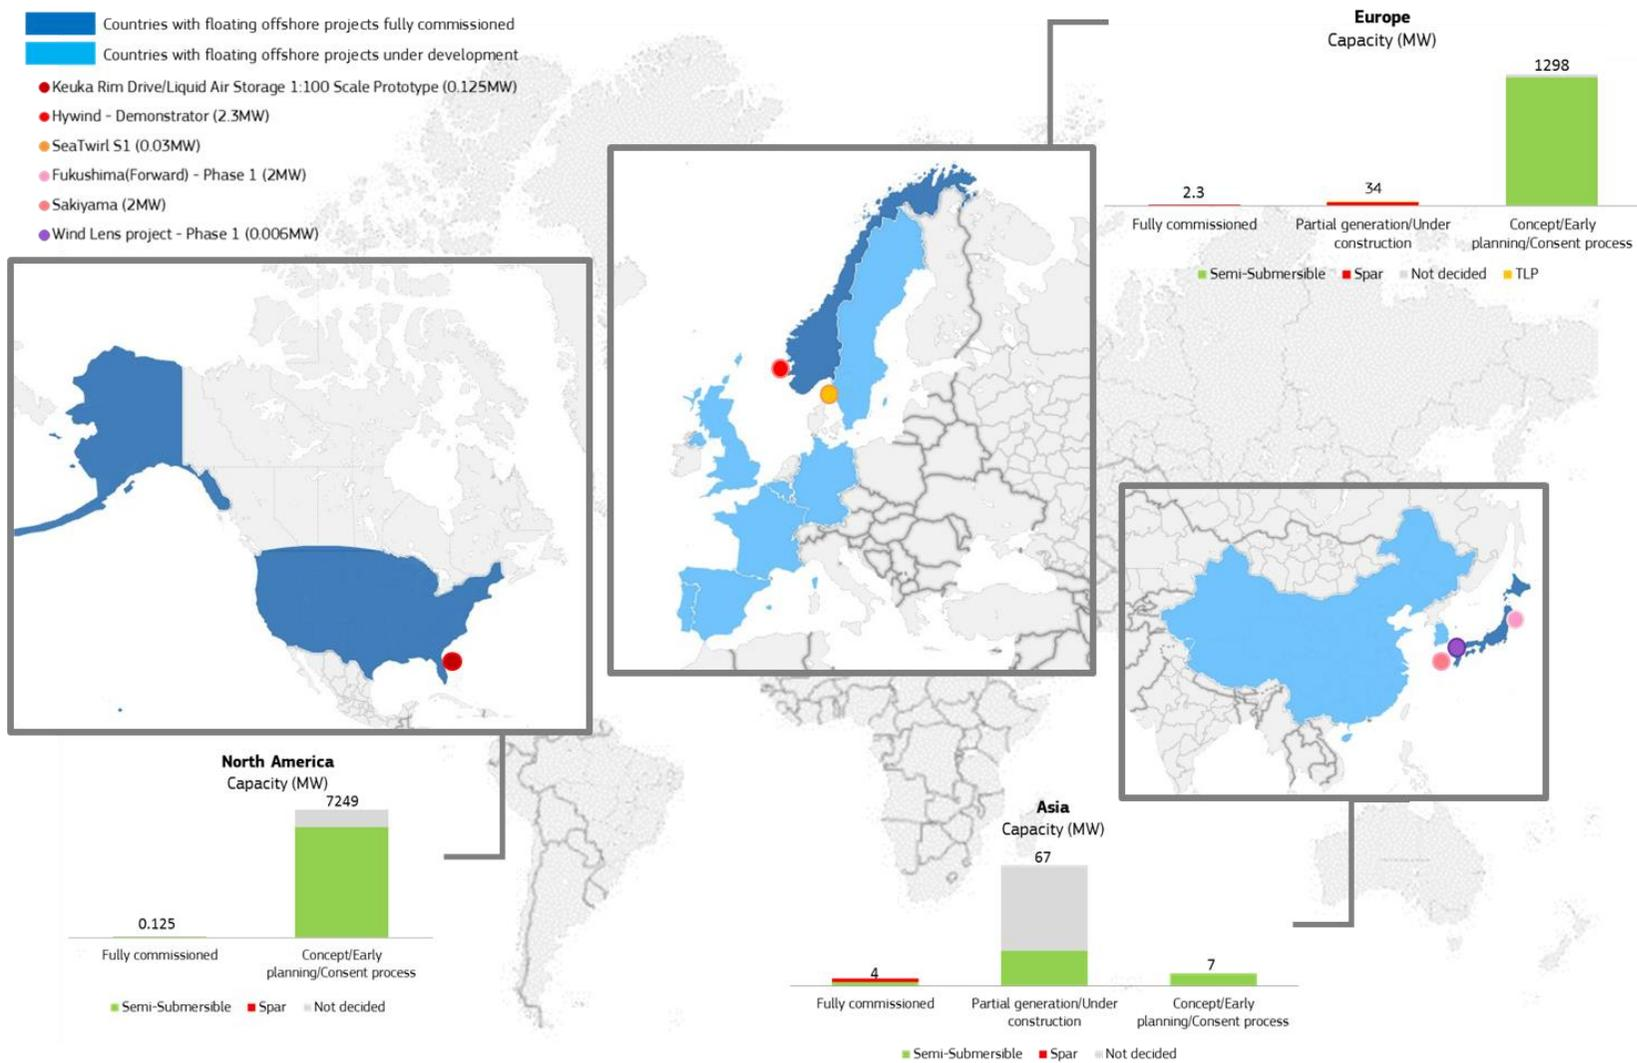 Countries with floating offshore projects fully commissioned
Countries with floating offshore projects under development
Keuka Rim Drive/Liquid Air Storage 1:100 Scale Prototype (0.125MW)
Hywind - Demonstrator (2.3MW)
SeaTwirl S1 (0.03MW)
Fukushima(Forward) - Phase 1 (2MW)
Sakiyama (2MW)
Wind Lens project - Phase 1 (0.006MW)
Europe
Capacity (MW)
1298
2.3
34
Fully commissioned
Partial generation/Under
construction
Concept/Early
planning/Consent process
Semi-Submersible
Spar
Not decided
TLP
North America
Capacity (MW)
7249
0.125
Fully commissioned
Concept/Early
planning/Consent process
Semi-Submersible
Spar
Not decided
Asia
Capacity (MW)
67
4
7
Fully commissioned
Partial generation/Under
construction
Concept/Early
planning/Consent process
Semi-Submersible
Spar
Not decided